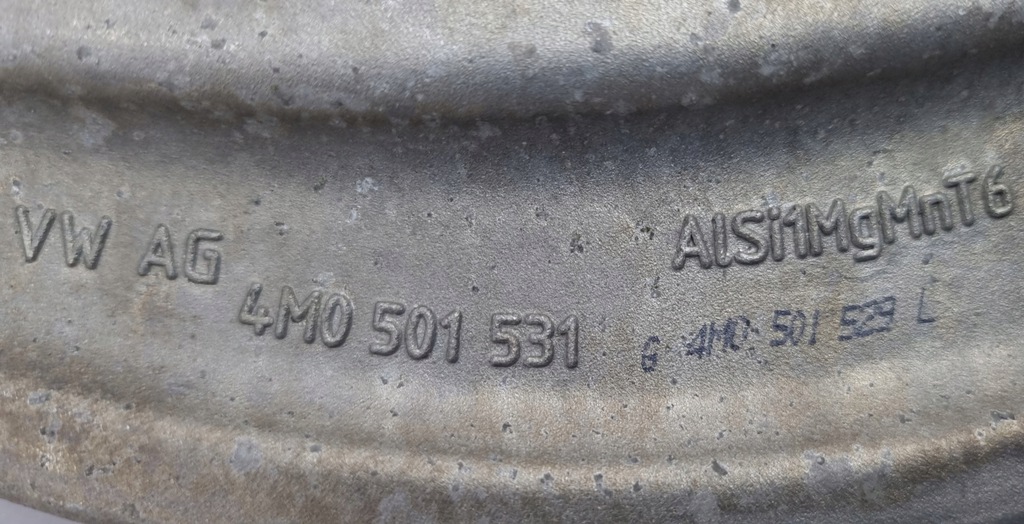 VW AG
4M0 501 531
AlSi1MgMnT6
G 4M0 501 529 L